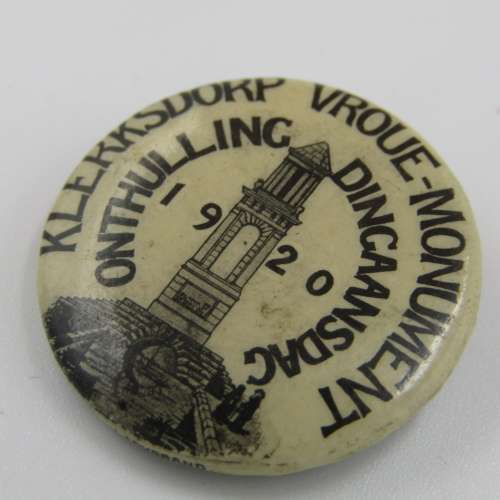 KLERKSDORP VROUE-MONUMENT
ONTHULLING DINGAANSDAG
1920